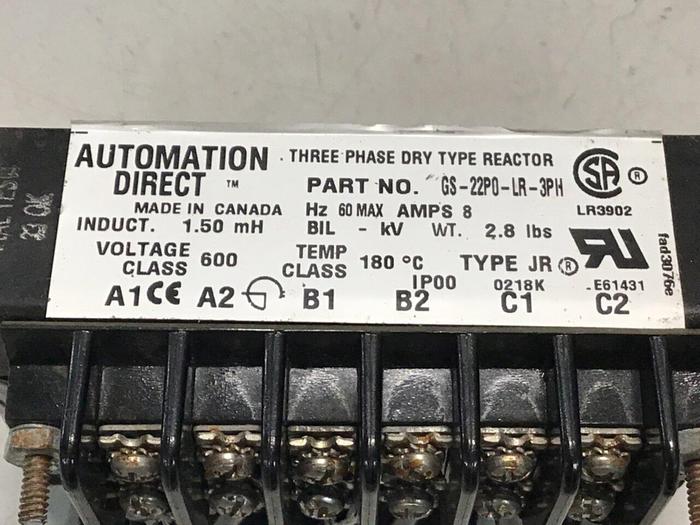 AUTOMATION DIRECT ™
THREE PHASE DRY TYPE REACTOR
PART NO. GS-22P0-LR-3PH
MADE IN CANADA Hz 60 MAX AMPS 8
INDUCT. 1.50 mH BIL - kV WT. 2.8 lbs
VOLTAGE CLASS 600 TEMP CLASS 180 °C TYPE JR ®
IP00 0218K E61431
A1 CE A2 B1 B2 C1 C2
SA ®
LR3902
RU
fad3076e